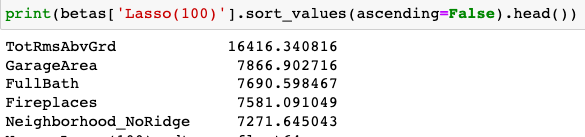 print(betas['Lasso(100)'].sort_values(ascending=False).head())
TotRmsAbvGrd 16416.340816
GarageArea 7866.902716
FullBath 7690.598467
Fireplaces 7581.091049
Neighborhood_NoRidge 7271.645043